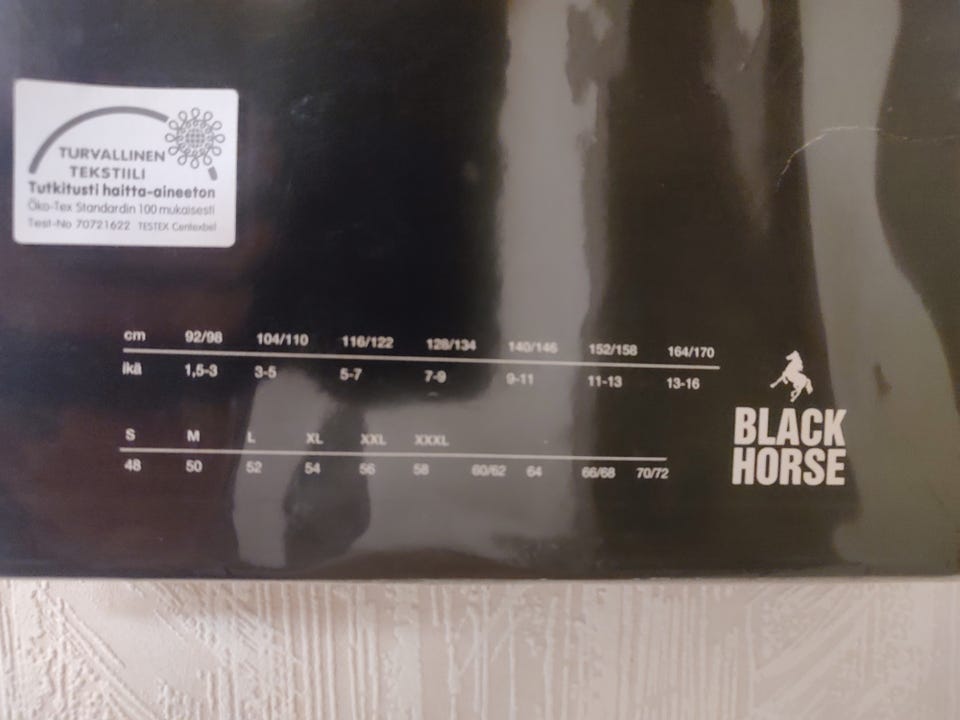 TURVALLINEN
TEKSTIILI
Tutkitusti haitta-aineeton
Öko-Tex Standardin 100 mukaisesti
Test-No 70721622 TESTEX Centexbel
cm 92/98 104/110 116/122 128/134 140/146 152/158 164/170
ikä 1,5-3 3-5 5-7 7-9 9-11 11-13 13-16
S M L XL XXL XXXL
48 50 52 54 56 58 60/62 64 66/68 70/72
BLACK
HORSE